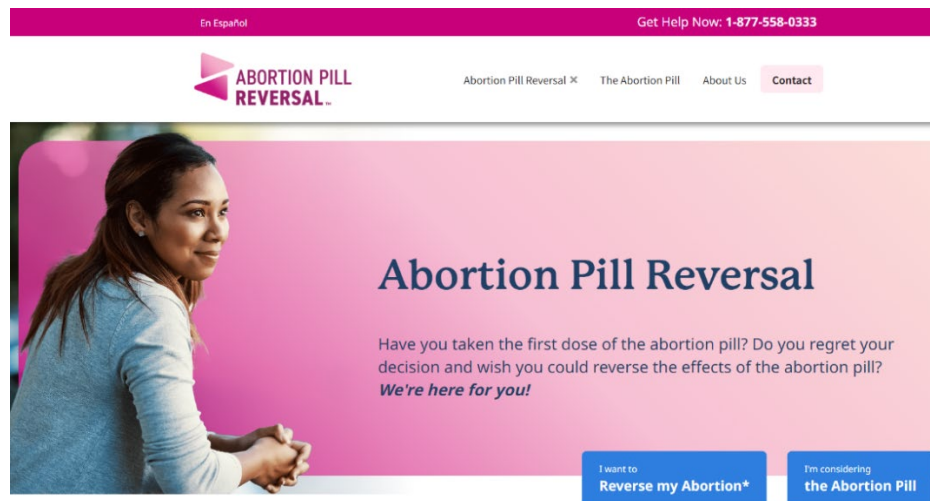 En Español
Get Help Now: 1-877-558-0333
ABORTION PILL
REVERSAL™
Abortion Pill Reversal ×
The Abortion Pill
About Us
Contact
Abortion Pill Reversal
Have you taken the first dose of the abortion pill? Do you regret your
decision and wish you could reverse the effects of the abortion pill?
We're here for you!
I want to
Reverse my Abortion*
I'm considering
the Abortion Pill